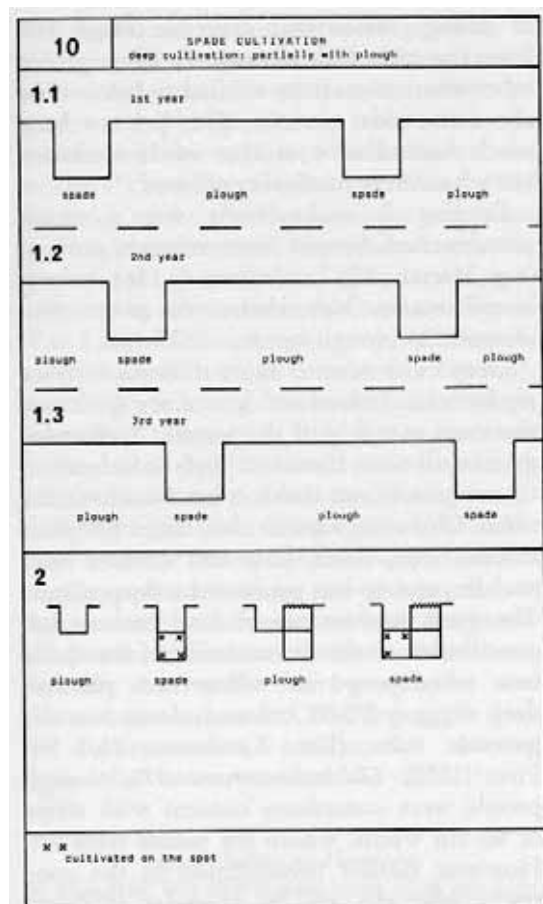 10
SPADE CULTIVATION
deep cultivation; partially with plough
1.1
1st year
spade plough spade plough
1.2
2nd year
plough spade plough spade plough
1.3
3rd year
plough spade plough spade
2
plough spade plough spade
x x
cultivated on the spot